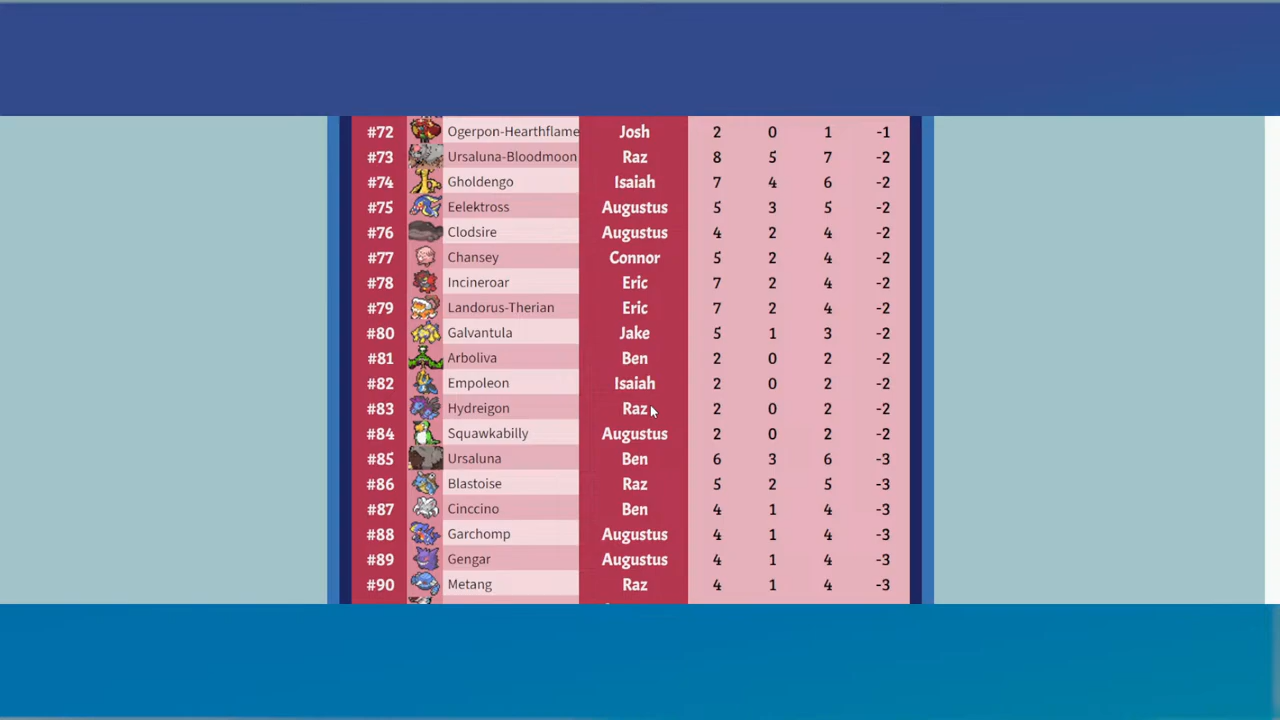 #72 Ogerpon-Hearthflame Josh 2 0 1 -1
#73 Ursaluna-Bloodmoon Raz 8 5 7 -2
#74 Gholdengo Isaiah 7 4 6 -2
#75 Eelektross Augustus 5 3 5 -2
#76 Clodsire Augustus 4 2 4 -2
#77 Chansey Connor 5 2 4 -2
#78 Incineroar Eric 7 2 4 -2
#79 Landorus-Therian Eric 7 2 4 -2
#80 Galvantula Jake 5 1 3 -2
#81 Arboliva Ben 2 0 2 -2
#82 Empoleon Isaiah 2 0 2 -2
#83 Hydreigon Raz 2 0 2 -2
#84 Squawkabilly Augustus 2 0 2 -2
#85 Ursaluna Ben 6 3 6 -3
#86 Blastoise Raz 5 2 5 -3
#87 Cinccino Ben 4 1 4 -3
#88 Garchomp Augustus 4 1 4 -3
#89 Gengar Augustus 4 1 4 -3
#90 Metang Raz 4 1 4 -3